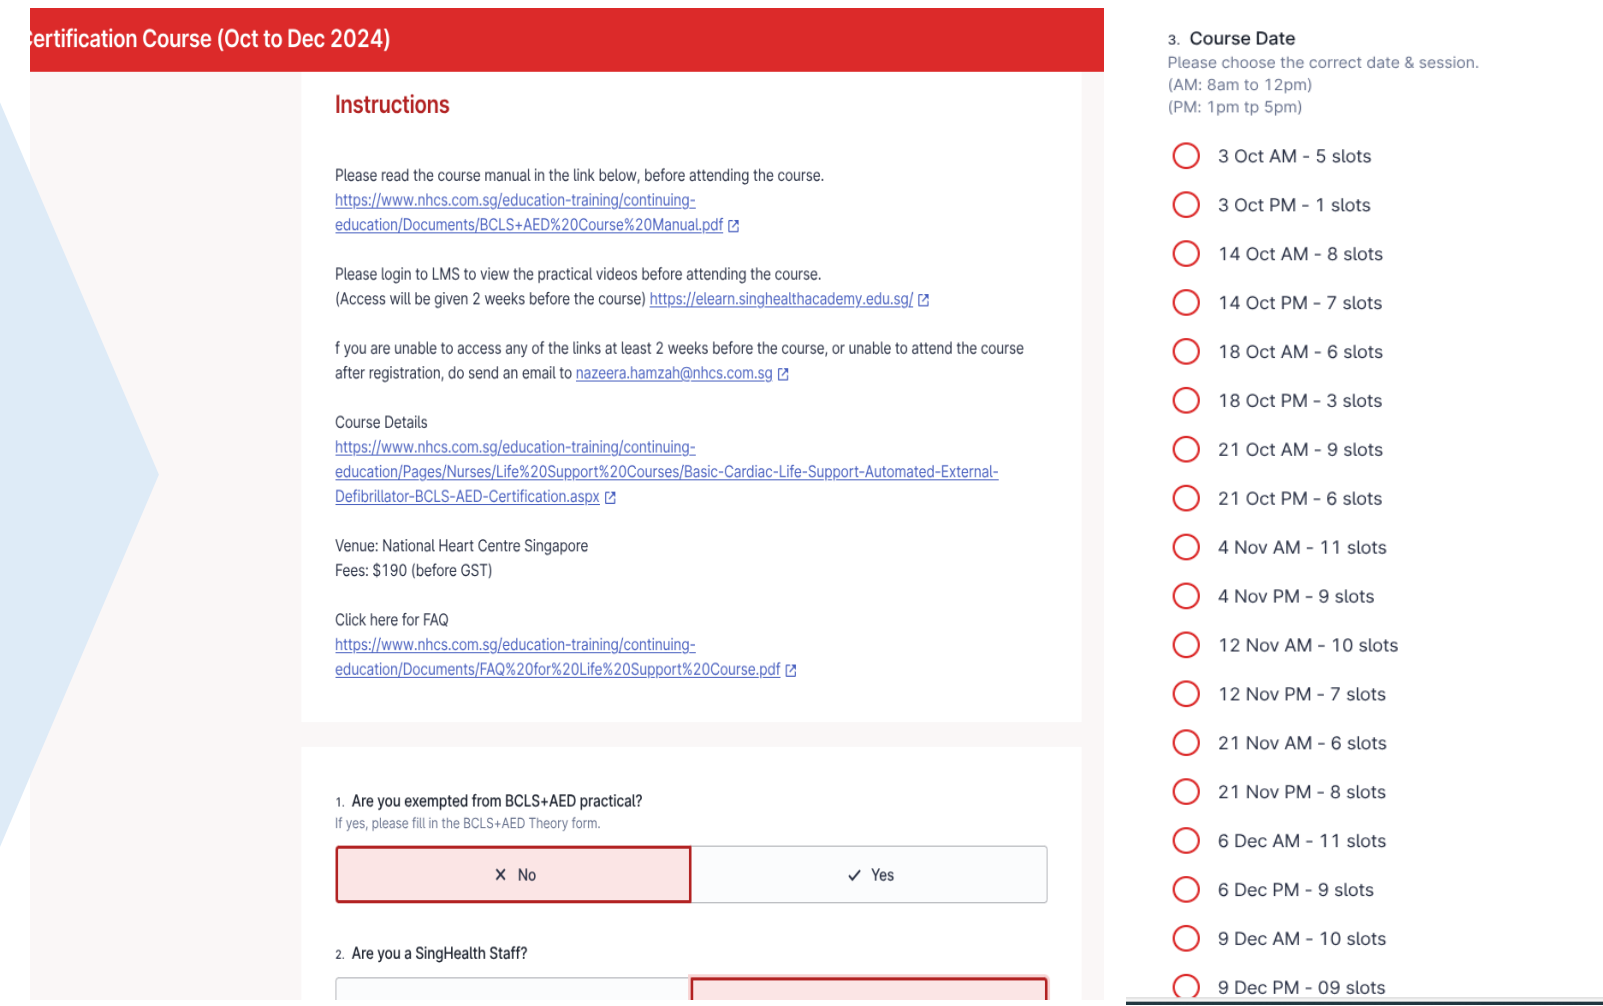 ertification Course (Oct to Dec 2024)
Instructions
Please read the course manual in the link below, before attending the course.
https://www.nhcs.com.sg/education-training/continuing-
education/Documents/BCLS+AED%20Course%20Manual.pdf
Please login to LMS to view the practical videos before attending the course.
(Access will be given 2 weeks before the course) https://elearn.singhealthacademy.edu.sg/
f you are unable to access any of the links at least 2 weeks before the course, or unable to attend the course
after registration, do send an email to nazeera.hamzah@nhcs.com.sg
Course Details
https://www.nhcs.com.sg/education-training/continuing-
education/Pages/Nurses/Life%20Support%20Courses/Basic-Cardiac-Life-Support-Automated-External-
Defibrillator-BCLS-AED-Certification.aspx
Venue: National Heart Centre Singapore
Fees: $190 (before GST)
Click here for FAQ
https://www.nhcs.com.sg/education-training/continuing-
education/Documents/FAQ%20for%20Life%20Support%20Course.pdf
1. Are you exempted from BCLS+AED practical?
If yes, please fill in the BCLS+AED Theory form.
No
Yes
2. Are you a SingHealth Staff?
3. Course Date
Please choose the correct date & session.
(AM: 8am to 12pm)
(PM: 1pm tp 5pm)
3 Oct AM - 5 slots
3 Oct PM - 1 slots
14 Oct AM - 8 slots
14 Oct PM - 7 slots
18 Oct AM - 6 slots
18 Oct PM - 3 slots
21 Oct AM - 9 slots
21 Oct PM - 6 slots
4 Nov AM - 11 slots
4 Nov PM - 9 slots
12 Nov AM - 10 slots
12 Nov PM - 7 slots
21 Nov AM - 6 slots
21 Nov PM - 8 slots
6 Dec AM - 11 slots
6 Dec PM - 9 slots
9 Dec AM - 10 slots
9 Dec PM - 09 slots